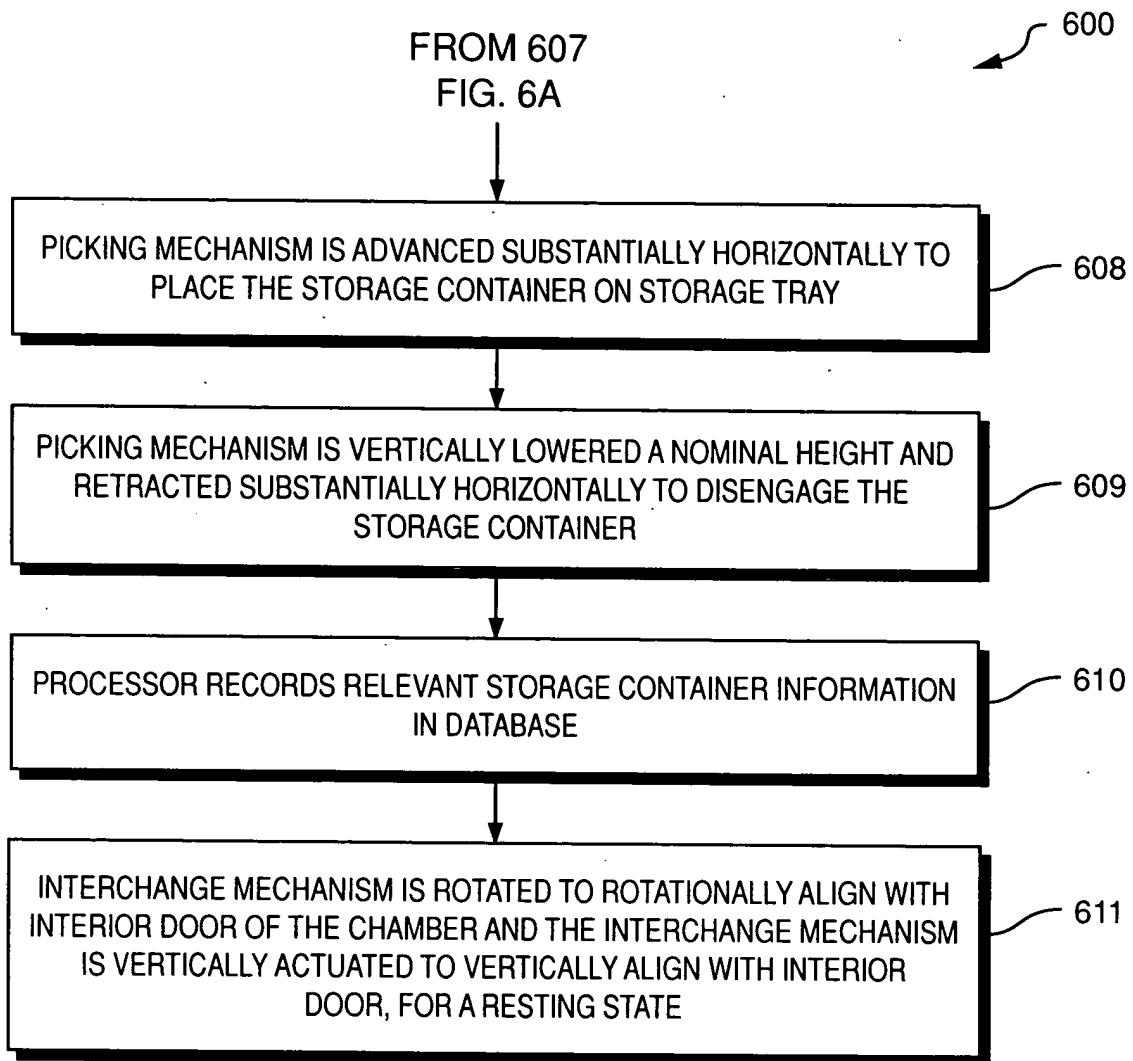 600
FROM 607
FIG. 6A
PICKING MECHANISM IS ADVANCED SUBSTANTIALLY HORIZONTALLY TO
PLACE THE STORAGE CONTAINER ON STORAGE TRAY
608
PICKING MECHANISM IS VERTICALLY LOWERED A NOMINAL HEIGHT AND
RETRACTED SUBSTANTIALLY HORIZONTALLY TO DISENGAGE THE
STORAGE CONTAINER
609
PROCESSOR RECORDS RELEVANT STORAGE CONTAINER INFORMATION
IN DATABASE
610
INTERCHANGE MECHANISM IS ROTATED TO ROTATIONALLY ALIGN WITH
INTERIOR DOOR OF THE CHAMBER AND THE INTERCHANGE MECHANISM
IS VERTICALLY ACTUATED TO VERTICALLY ALIGN WITH INTERIOR
DOOR, FOR A RESTING STATE
611